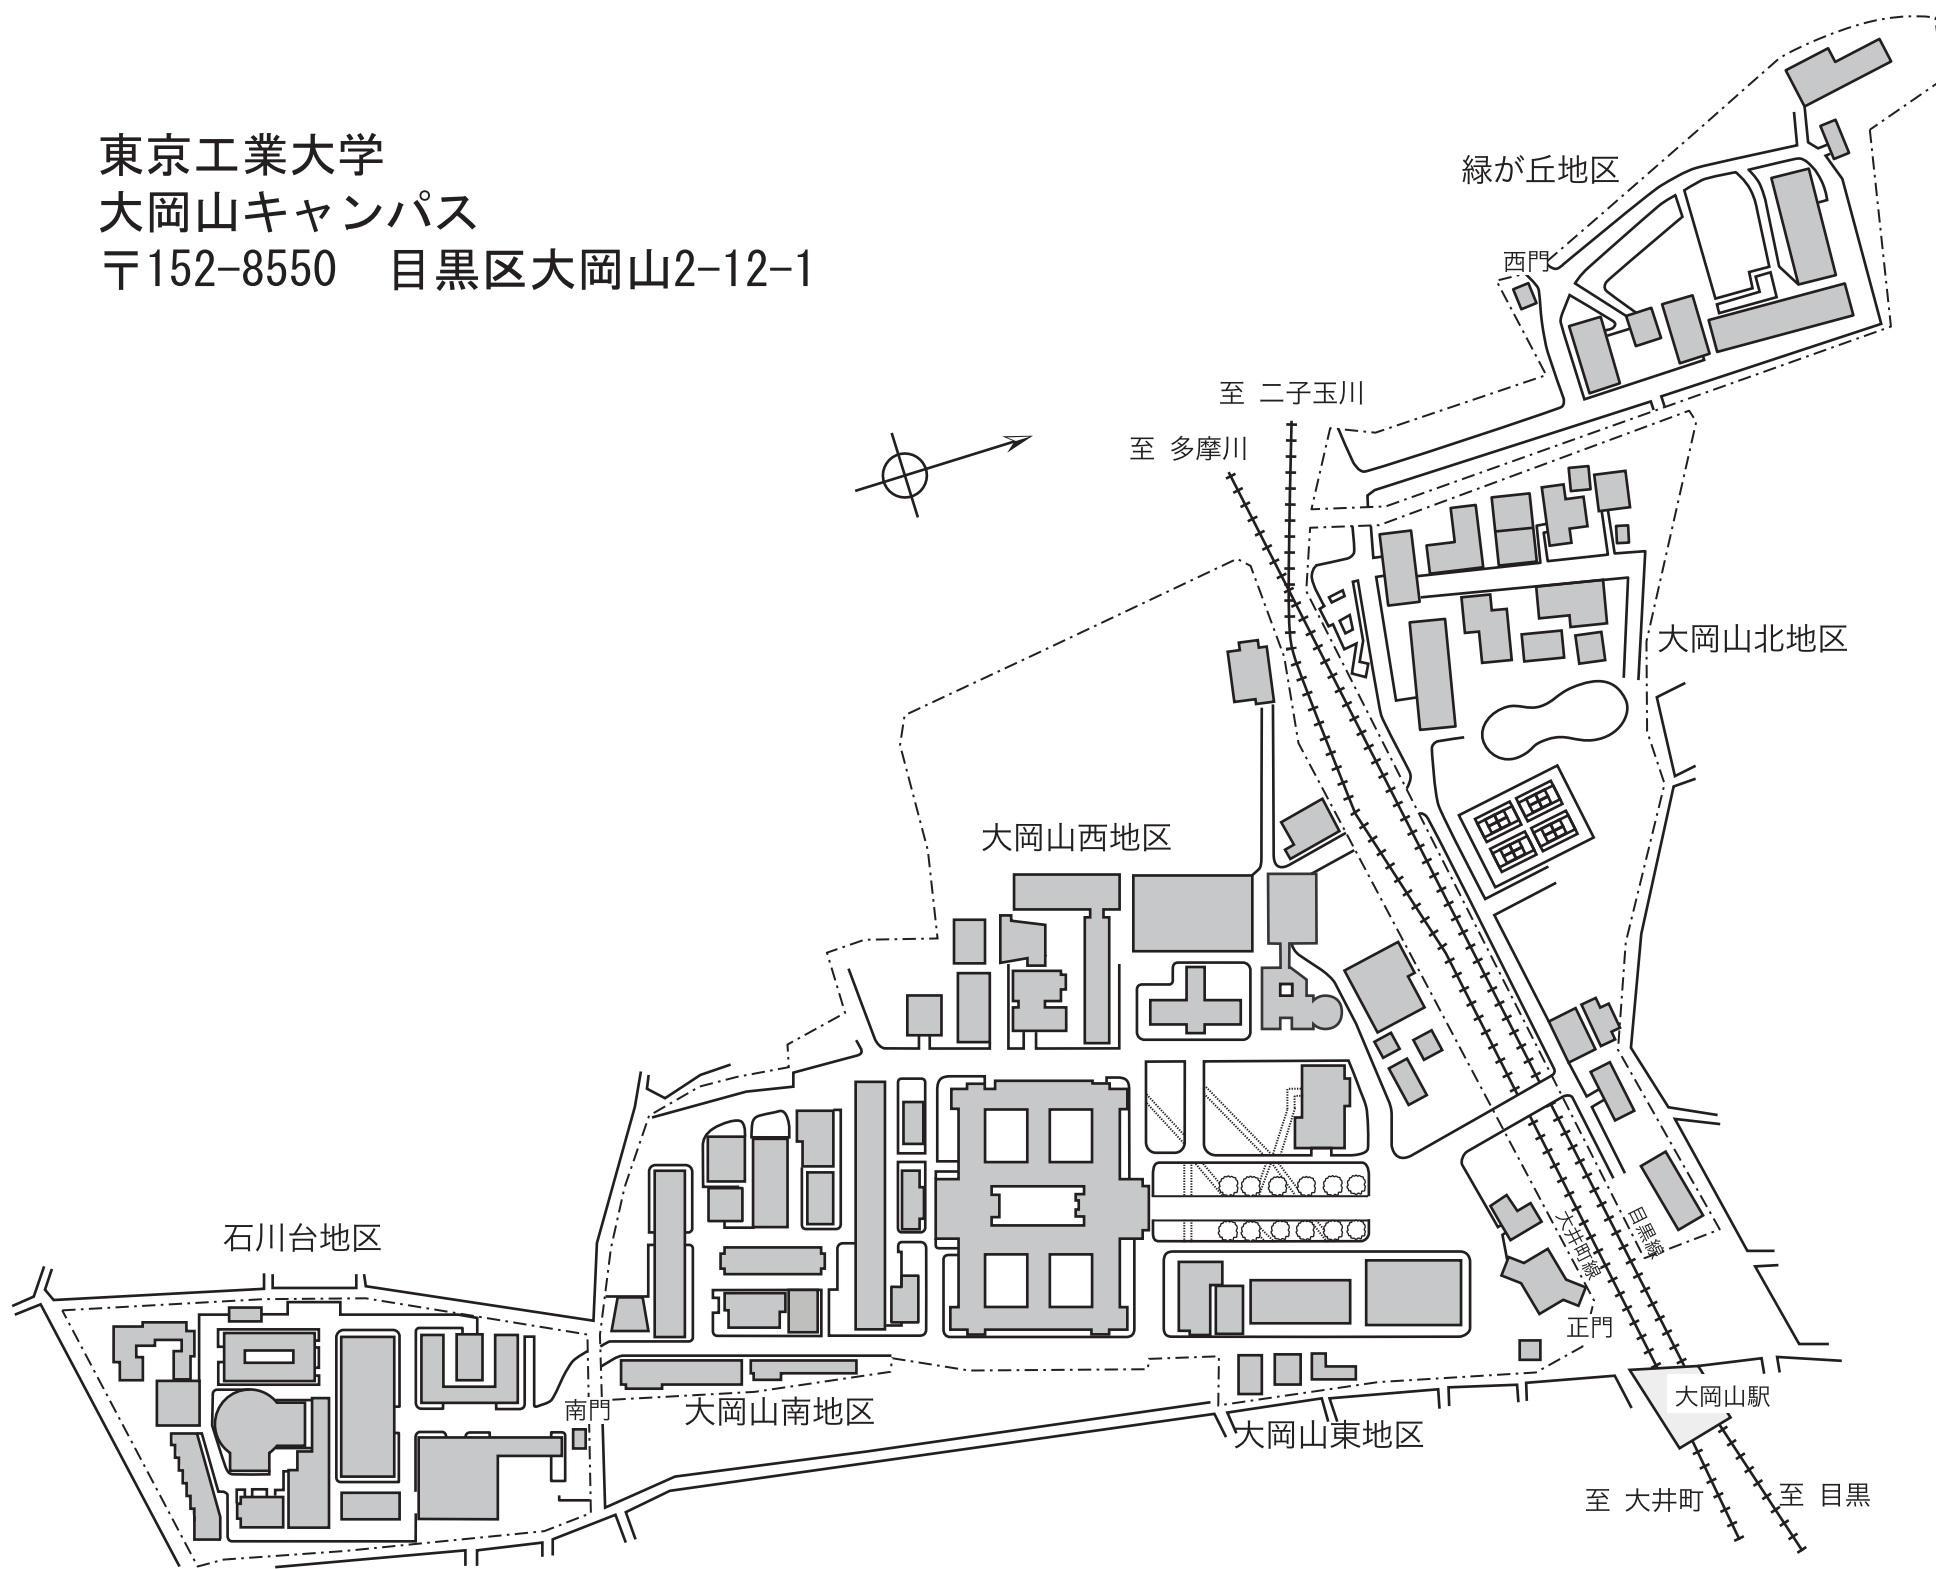 東京工業大学
大岡山キャンパス
〒152-8550　目黒区大岡山2-12-1
緑が丘地区
西門
至 二子玉川
至 多摩川
大岡山北地区
大岡山西地区
石川台地区
大井町線
目黒線
正門
大岡山駅
南門
大岡山南地区
大岡山東地区
至 大井町
至 目黒